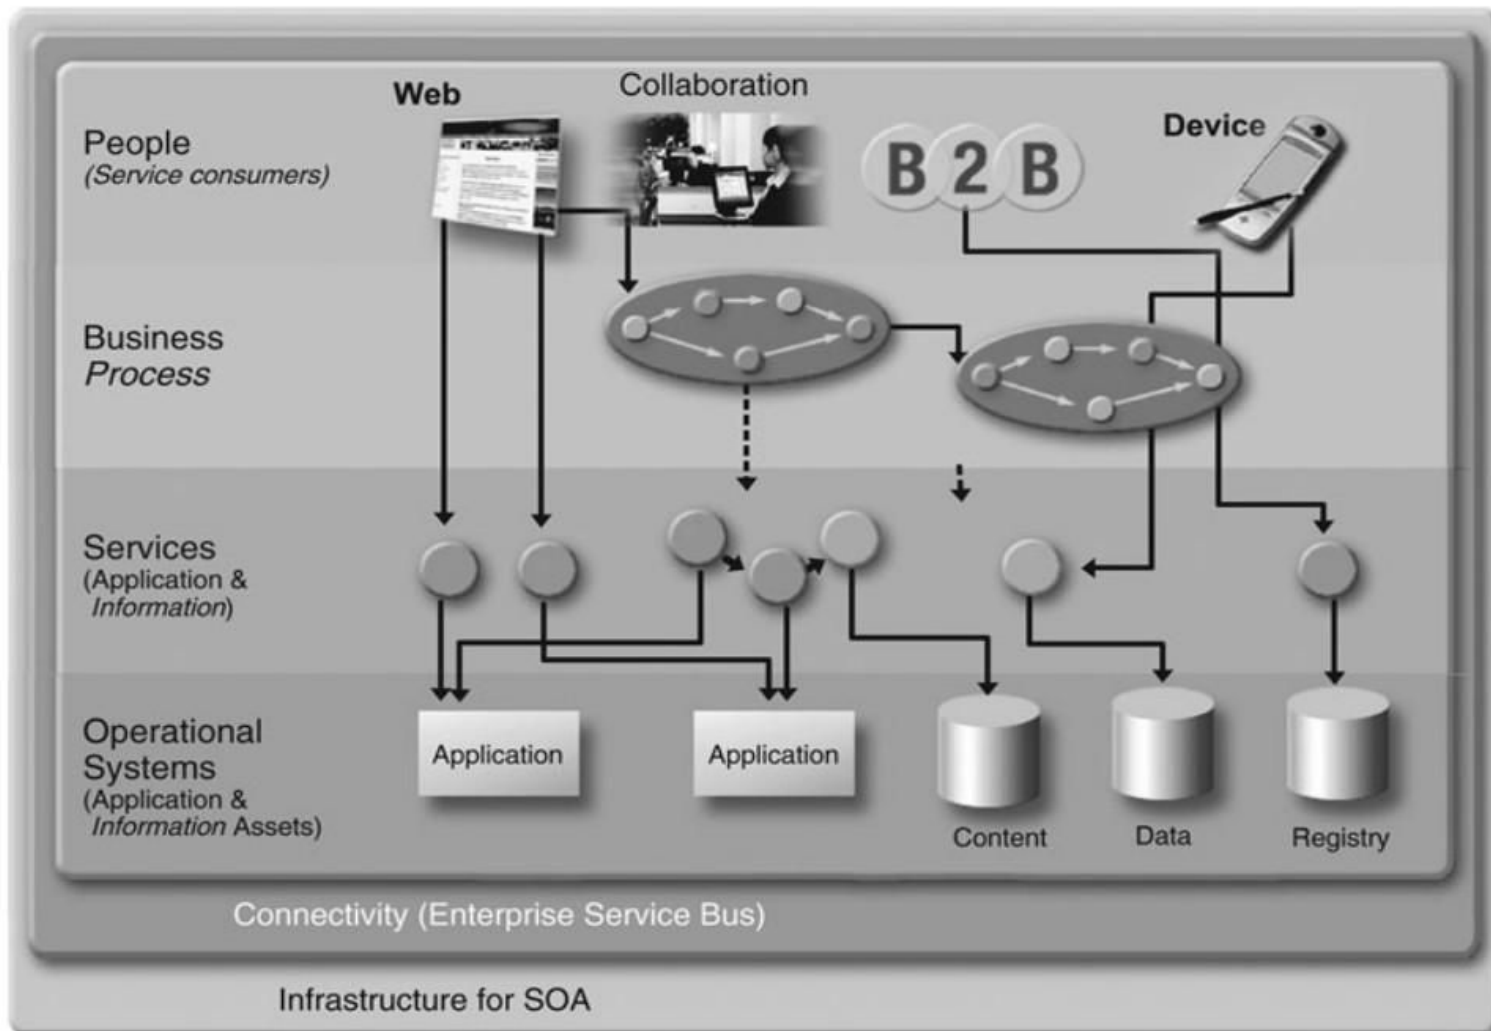 Web
Collaboration
Device
People
(Service consumers)
B 2 B
Business
Process
Services
(Application &
Information)
Operational
Systems
(Application &
Information Assets)
Application
Application
Content
Data
Registry
Connectivity (Enterprise Service Bus)
Infrastructure for SOA